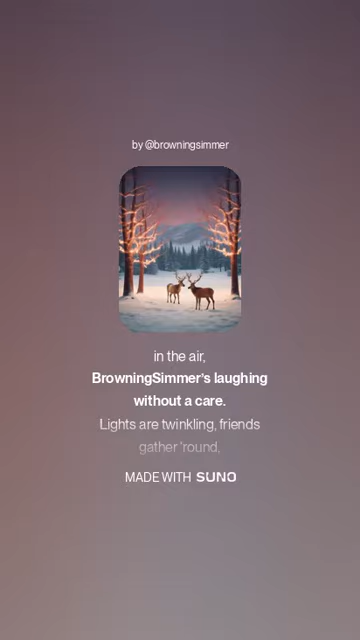 by @browningsimmer
in the air,
BrowningSimmer's laughing
without a care.
Lights are twinkling, friends
gather 'round,
MADE WITH SUNO